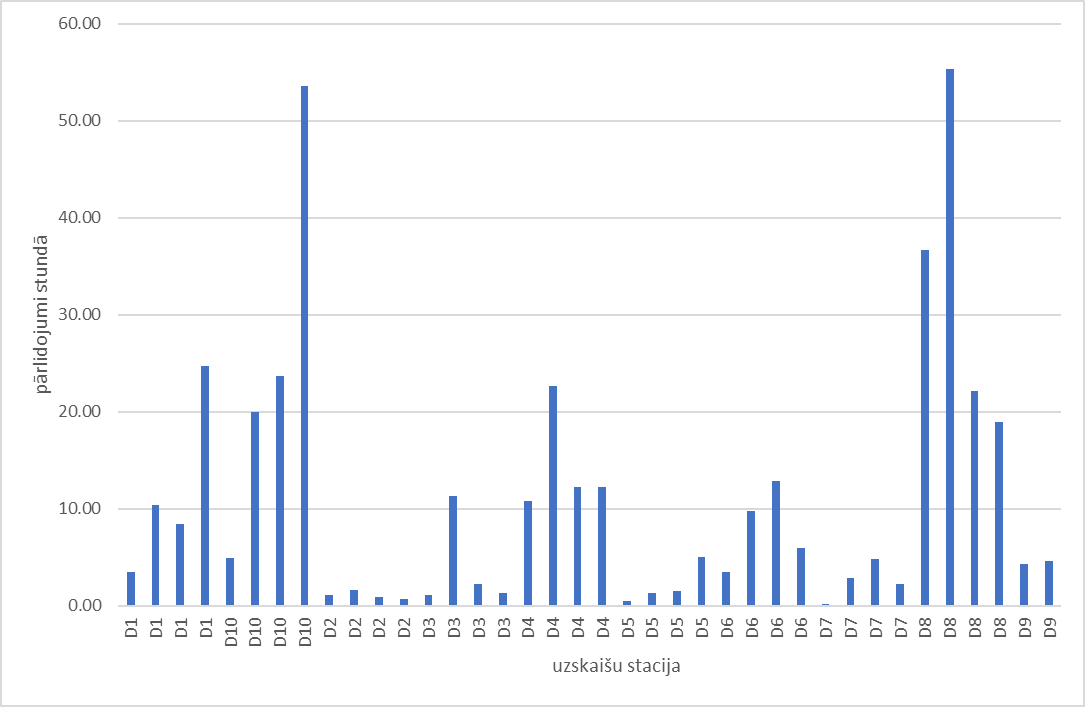 60.00
50.00
40.00
30.00
20.00
10.00
0.00
pārlidojumi stundā
D1 D1 D1 D1 D10 D10 D10 D10 D2 D2 D2 D2 D3 D3 D3 D3 D4 D4 D4 D4 D5 D5 D5 D5 D6 D6 D6 D6 D7 D7 D7 D7 D8 D8 D8 D8 D9 D9
uzskaišu stacija